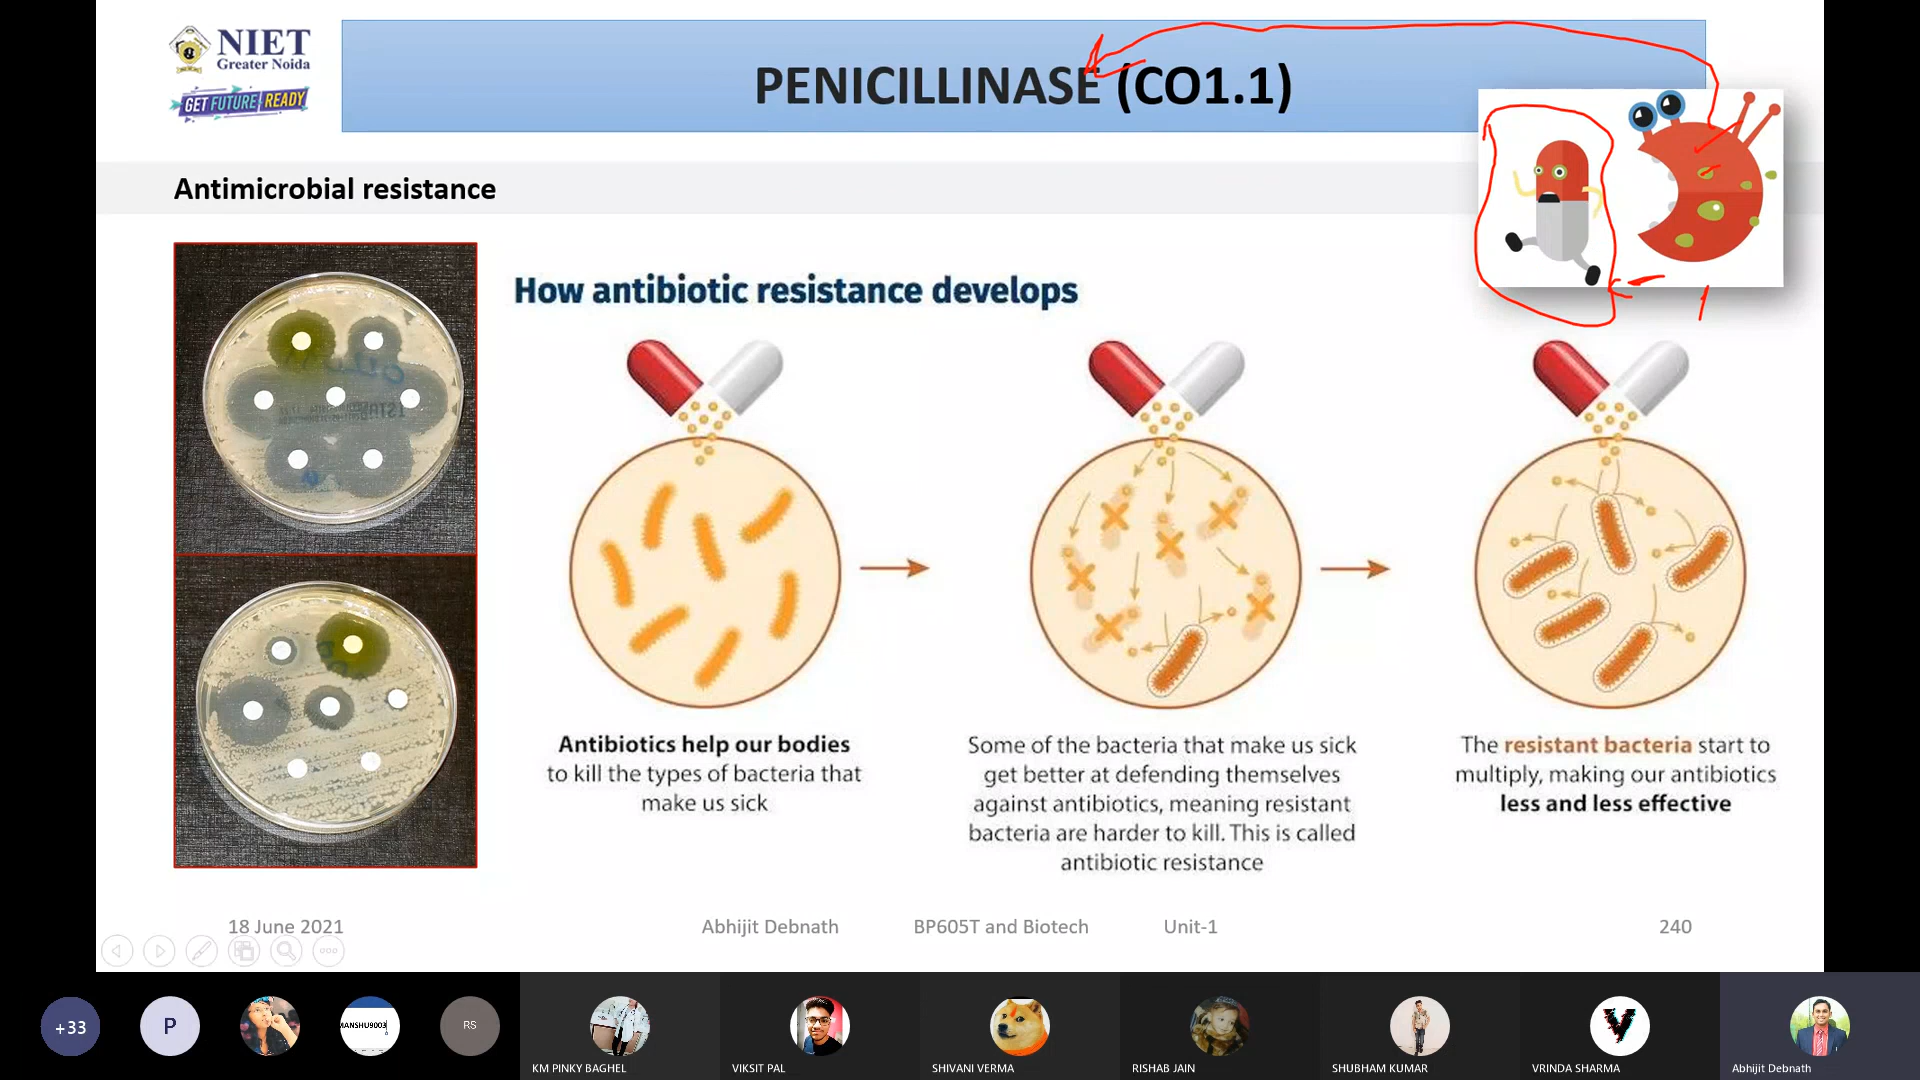 NIET
Greater Noida
GET FUTURE READY
PENICILLINASE (CO1.1)
Antimicrobial resistance
How antibiotic resistance develops
Antibiotics help our bodies
to kill the types of bacteria that
make us sick
Some of the bacteria that make us sick
get better at defending themselves
against antibiotics, meaning resistant
bacteria are harder to kill. This is called
antibiotic resistance
The resistant bacteria start to
multiply, making our antibiotics
less and less effective
18 June 2021
Abhijit Debnath
BP605T and Biotech
Unit-1
240
+33
P
MANSHU9003
RS
KM PINKY BAGHEL
VIKSIT PAL
SHIVANI VERMA
RISHAB JAIN
SHUBHAM KUMAR
V
VRINDA SHARMA
Abhijit Debnath